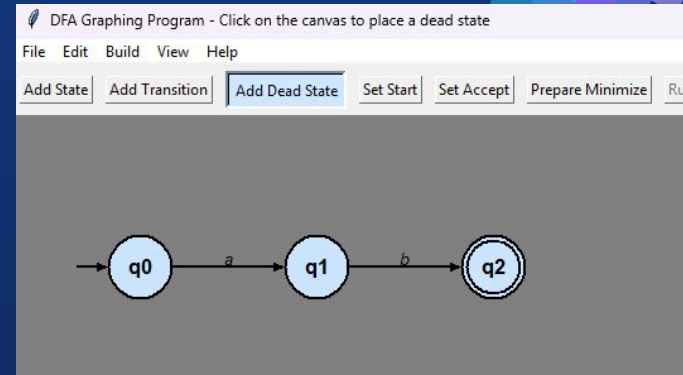 DFA Graphing Program - Click on the canvas to place a dead state
File Edit Build View Help
Add State Add Transition Add Dead State Set Start Set Accept Prepare Minimize
a b
q0 q1 q2